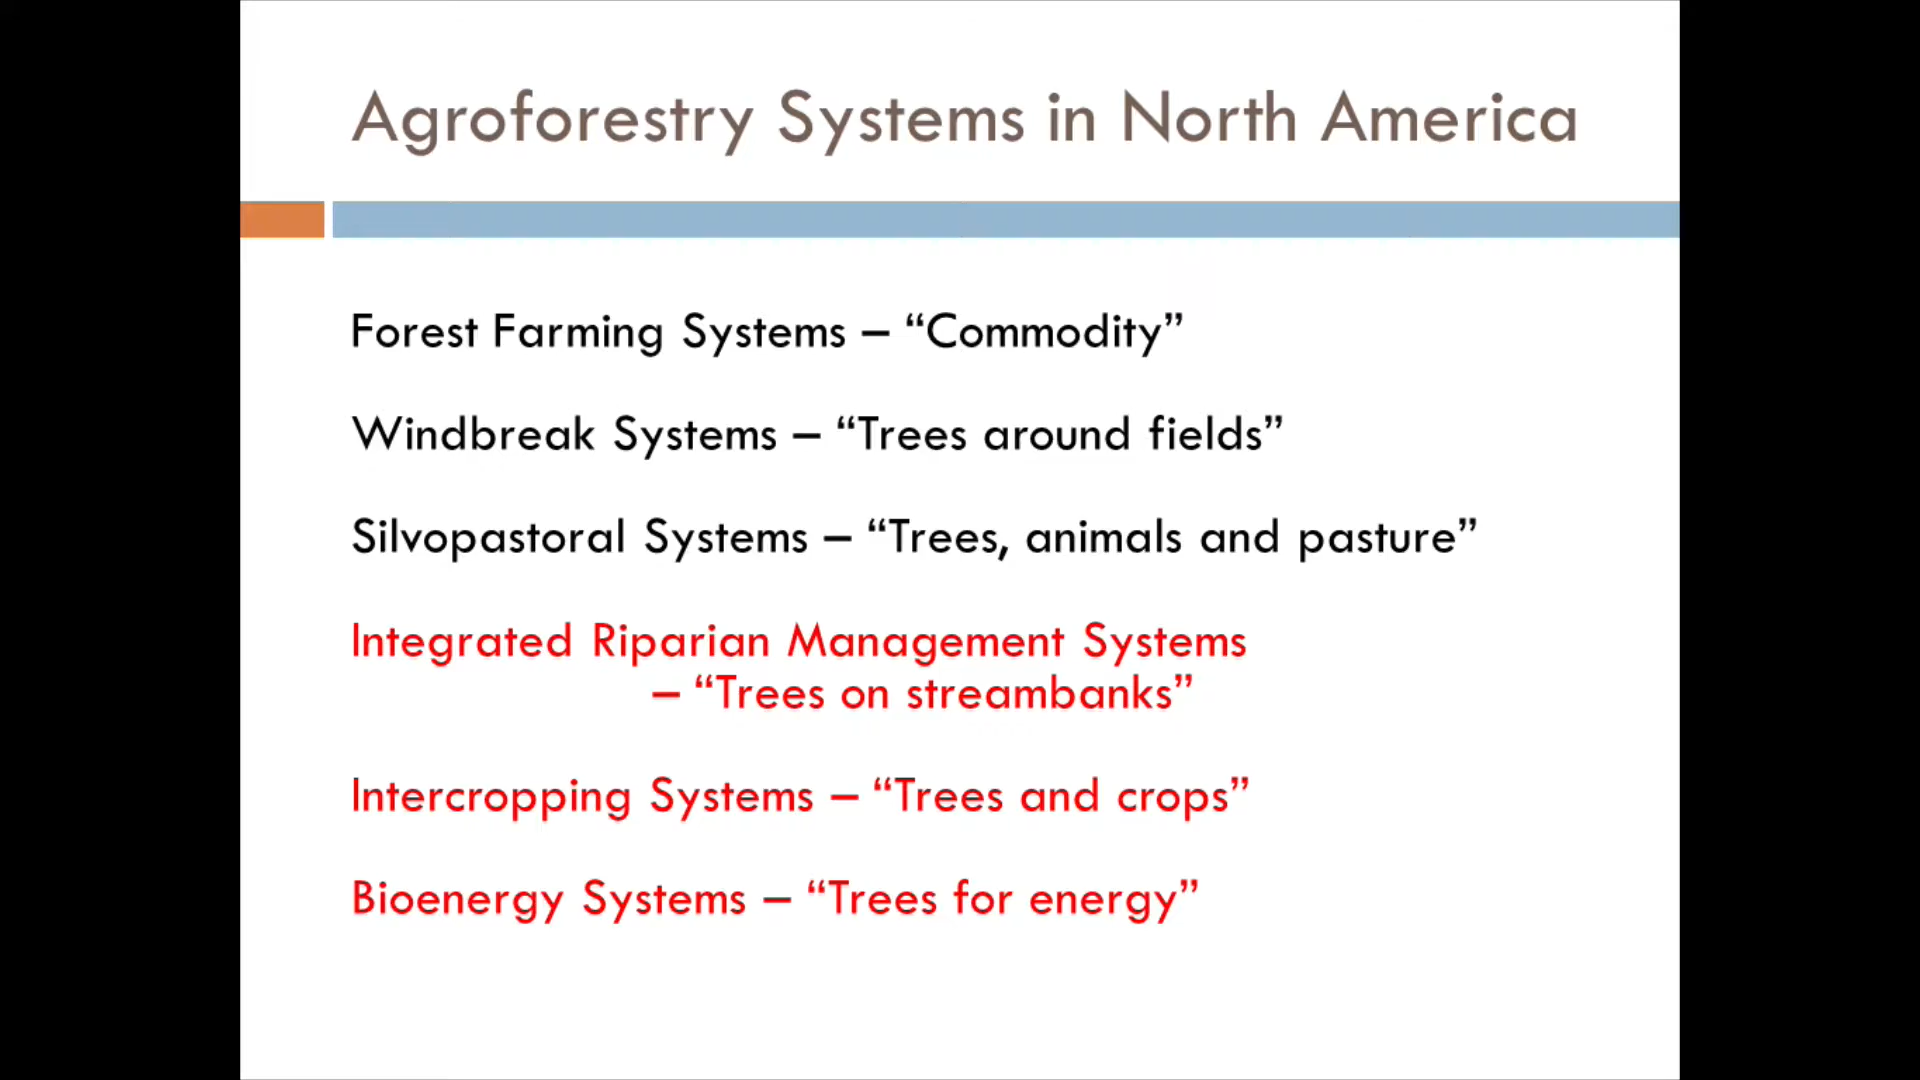 Agroforestry Systems in North America
Forest Farming Systems – “Commodity”
Windbreak Systems – “Trees around fields”
Silvopastoral Systems – “Trees, animals and pasture”
Integrated Riparian Management Systems
– “Trees on streambanks”
Intercropping Systems – “Trees and crops”
Bioenergy Systems – “Trees for energy”